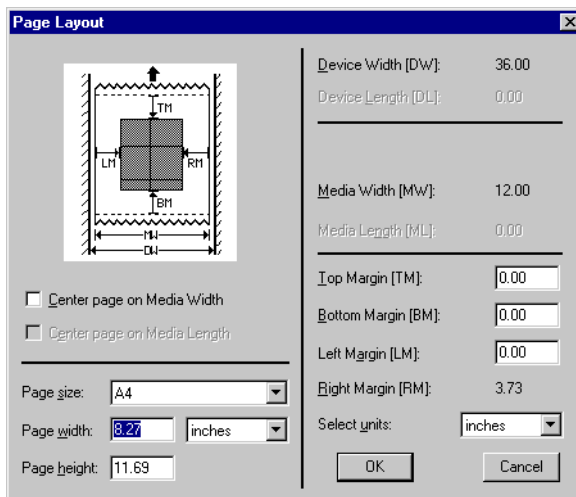 Page Layout
TM
LM
RM
BM
MW
DW
Center page on Media Width
Center page on Media Length
Page size: A4
Page width: 8.27 inches
Page height: 11.69
Device Width [DW]: 36.00
Device Length [DL]: 0.00
Media Width [MW]: 12.00
Media Length [ML]: 0.00
Top Margin [TM]: 0.00
Bottom Margin [BM]: 0.00
Left Margin [LM]: 0.00
Right Margin [RM]: 3.73
Select units: inches
OK Cancel